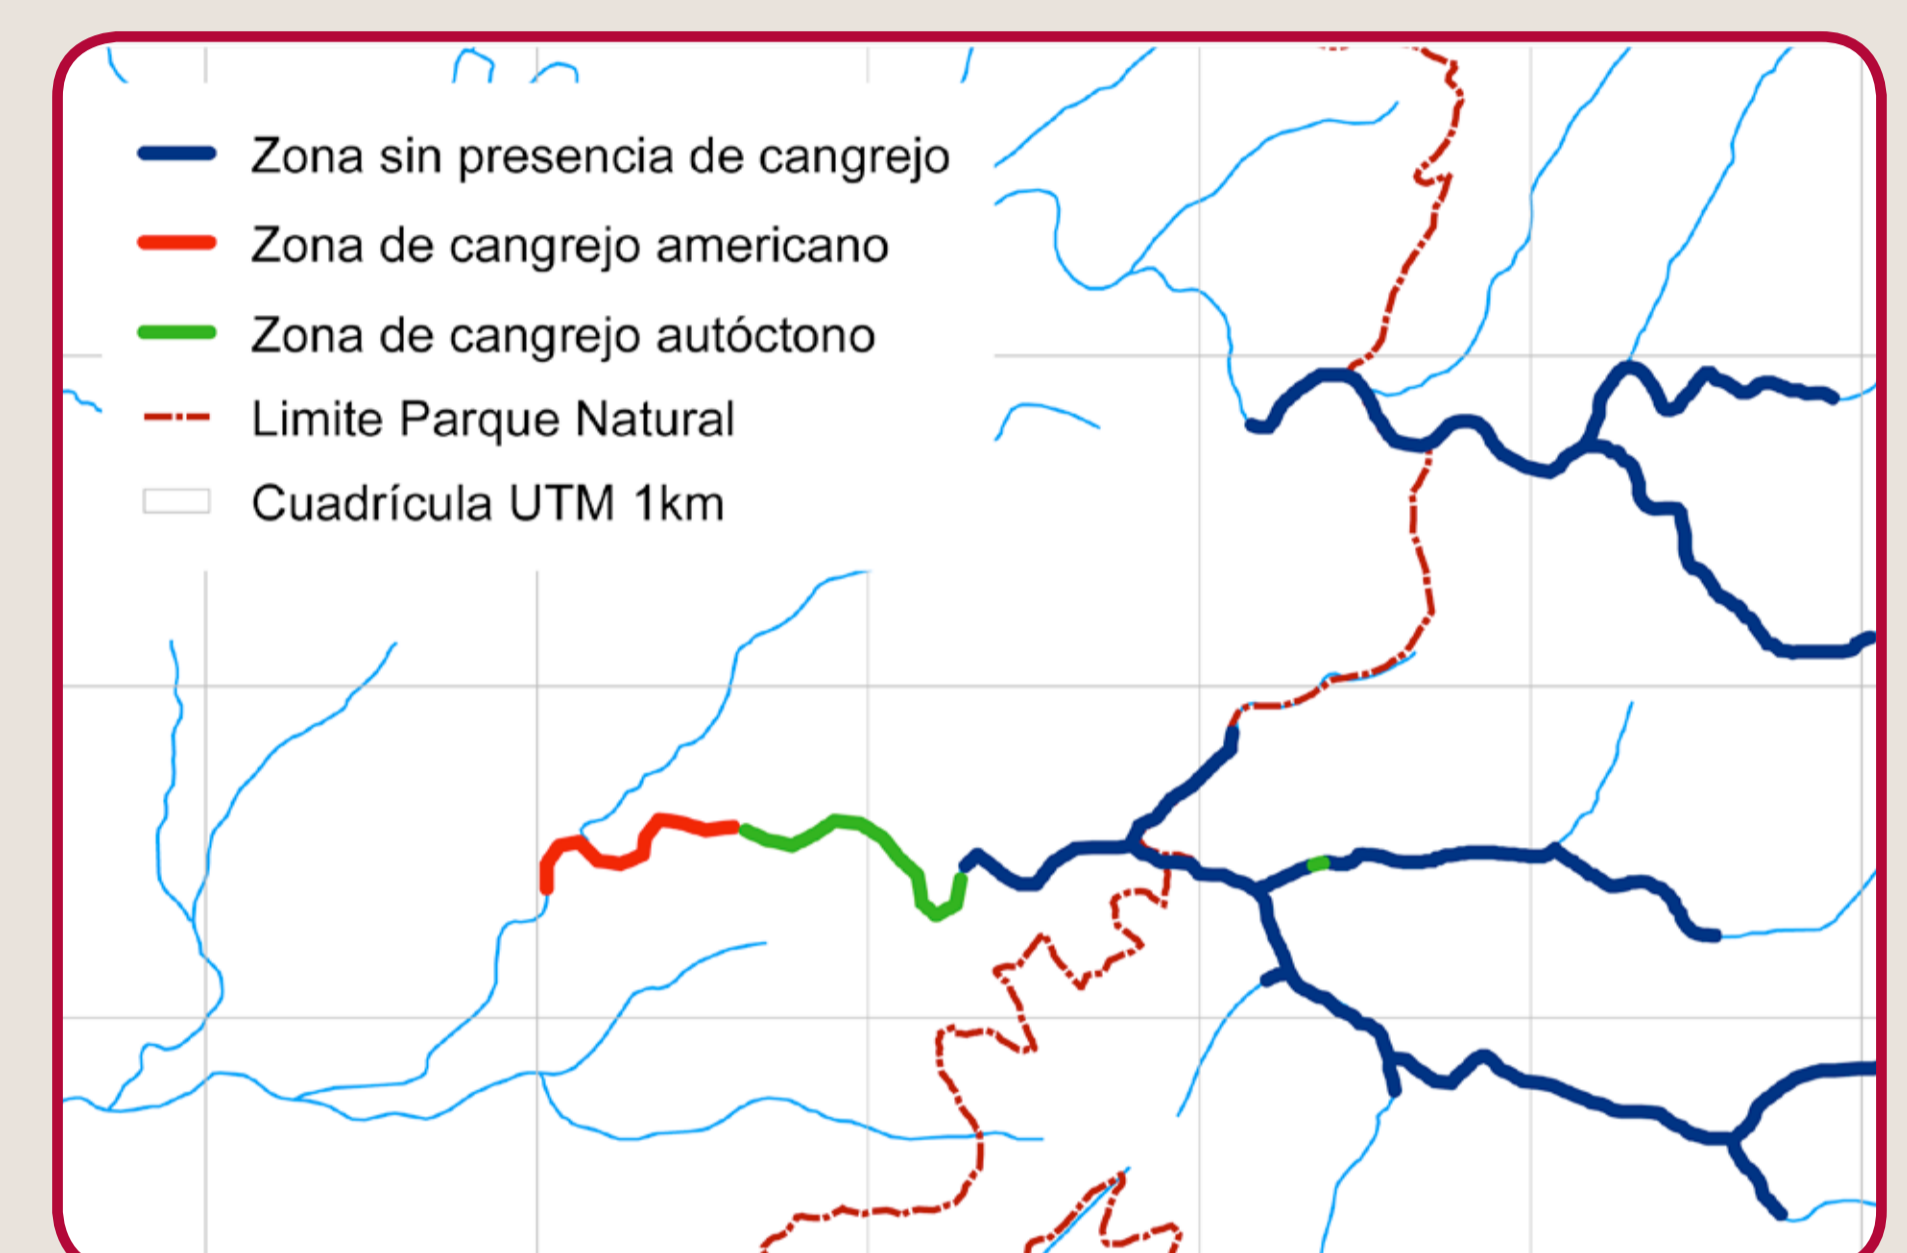 Zona sin presencia de cangrejo
Zona de cangrejo americano
Zona de cangrejo autóctono
Limite Parque Natural
Cuadrícula UTM 1km